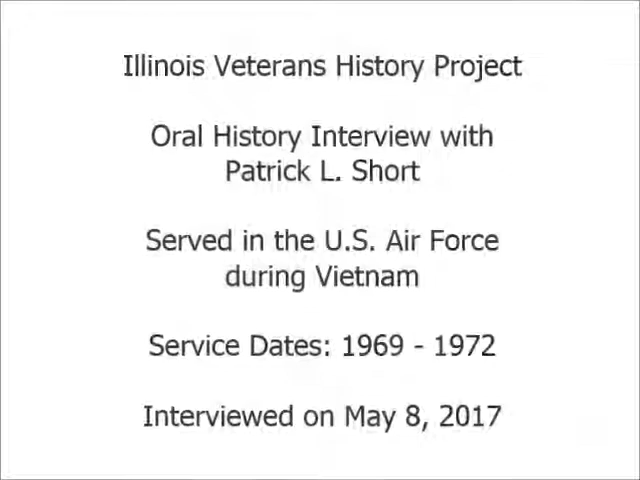 Illinois Veterans History Project
Oral History Interview with
Patrick L. Short
Served in the U.S. Air Force
during Vietnam
Service Dates: 1969 - 1972
Interviewed on May 8, 2017